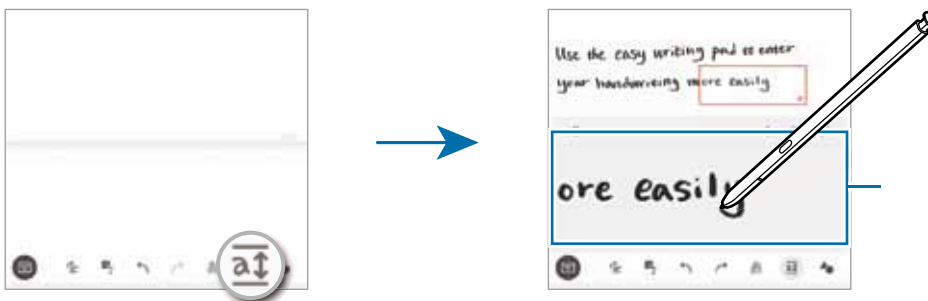 a
Use the easy writing pad to enter
your handwriting more easily
ore easily